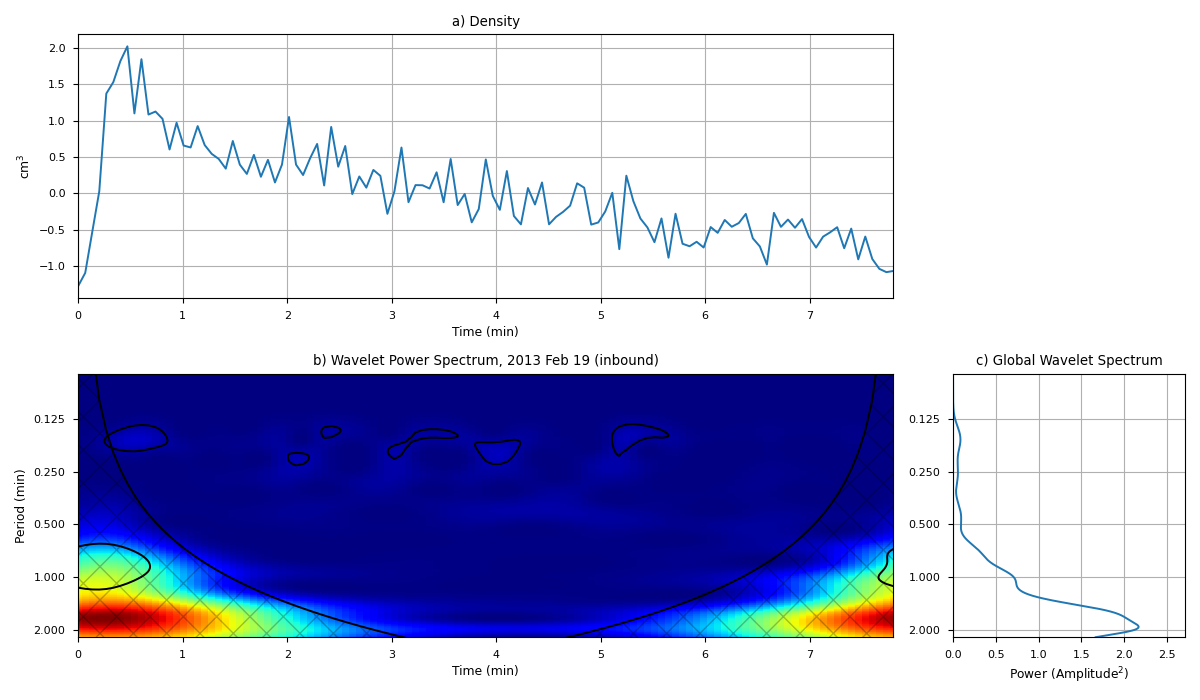 a) Density
2.0
1.5
1.0
0.5
0.0
−0.5
−1.0
cm³
0 1 2 3 4 5 6 7
Time (min)
b) Wavelet Power Spectrum, 2013 Feb 19 (inbound)
0.125
0.250
0.500
1.000
2.000
Period (min)
0 1 2 3 4 5 6 7
Time (min)
c) Global Wavelet Spectrum
0.125
0.250
0.500
1.000
2.000
0.0 0.5 1.0 1.5 2.0 2.5
Power (Amplitude²)